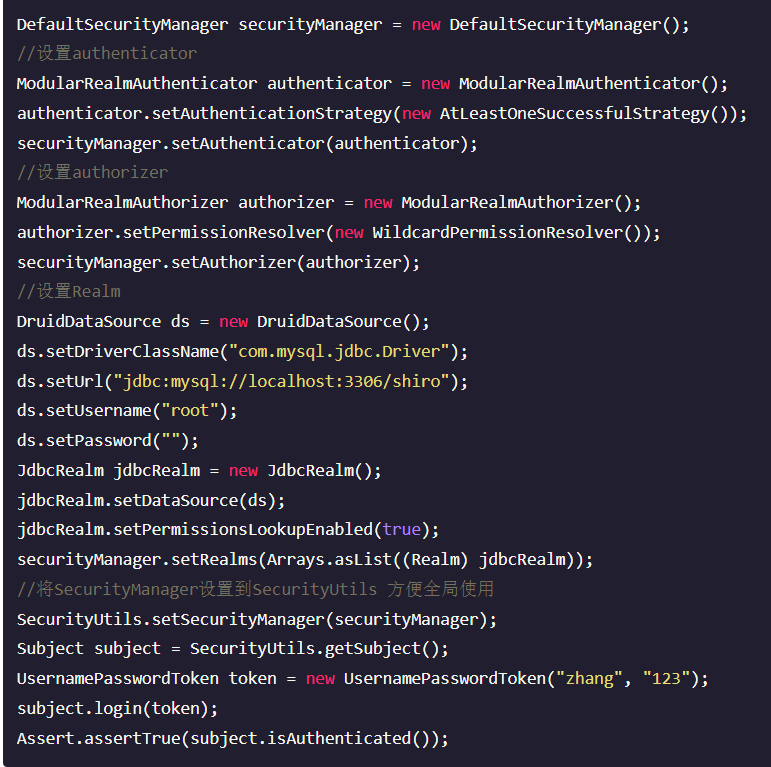 DefaultSecurityManager securityManager = new DefaultSecurityManager();
//设置authenticator
ModularRealmAuthenticator authenticator = new ModularRealmAuthenticator();
authenticator.setAuthenticationStrategy(new AtLeastOneSuccessfulStrategy());
securityManager.setAuthenticator(authenticator);
//设置authorizer
ModularRealmAuthorizer authorizer = new ModularRealmAuthorizer();
authorizer.setPermissionResolver(new WildcardPermissionResolver());
securityManager.setAuthorizer(authorizer);
//设置Realm
DruidDataSource ds = new DruidDataSource();
ds.setDriverClassName("com.mysql.jdbc.Driver");
ds.setUrl("jdbc:mysql://localhost:3306/shiro");
ds.setUsername("root");
ds.setPassword("");
JdbcRealm jdbcRealm = new JdbcRealm();
jdbcRealm.setDataSource(ds);
jdbcRealm.setPermissionsLookupEnabled(true);
securityManager.setRealms(Arrays.asList((Realm) jdbcRealm));
//将SecurityManager设置到SecurityUtils 方便全局使用
SecurityUtils.setSecurityManager(securityManager);
Subject subject = SecurityUtils.getSubject();
UsernamePasswordToken token = new UsernamePasswordToken("zhang", "123");
subject.login(token);
Assert.assertTrue(subject.isAuthenticated());